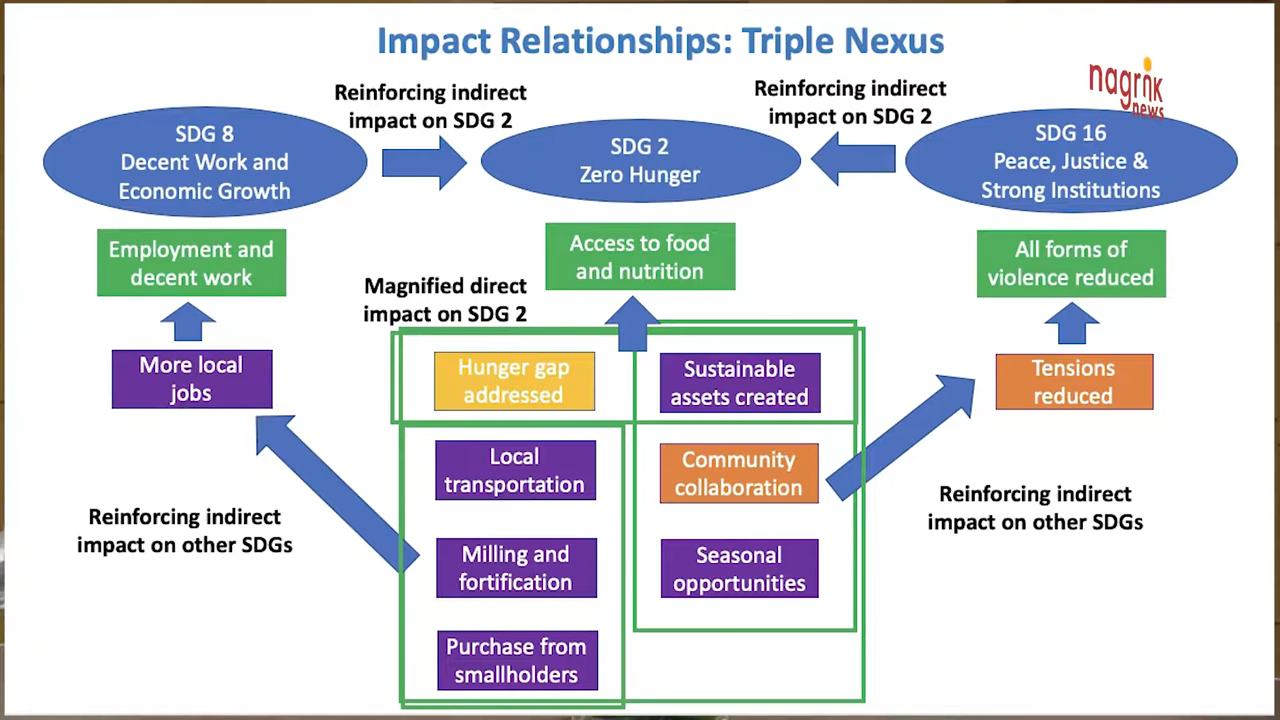 Impact Relationships: Triple Nexus
nagrik
news
Reinforcing indirect
impact on SDG 2
Reinforcing indirect
impact on SDG 2
SDG 8
Decent Work and
Economic Growth
SDG 2
Zero Hunger
SDG 16
Peace, Justice &
Strong Institutions
Employment and
decent work
Access to food
and nutrition
All forms of
violence reduced
Magnified direct
impact on SDG 2
More local
jobs
Hunger gap
addressed
Sustainable
assets created
Tensions
reduced
Local
transportation
Community
collaboration
Reinforcing indirect
impact on other SDGs
Reinforcing indirect
impact on other SDGs
Milling and
fortification
Seasonal
opportunities
Purchase from
smallholders